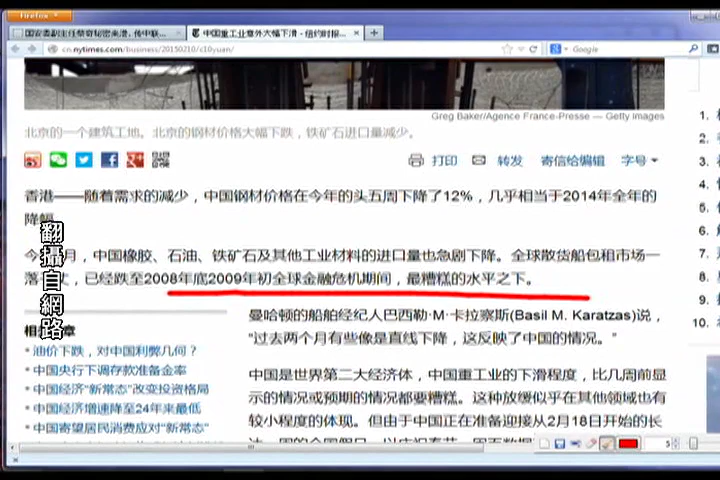 Firefox
中国重工业意外大幅下滑 - 纽约时报...
cn.nytimes.com/business/20150210/c10yuan/
Google
Greg Baker/Agence France-Presse — Getty Images
北京的一个建筑工地。北京的钢材价格大幅下跌，铁矿石进口量减少。
打印 转发 寄信给编辑 字号
香港——随着需求的减少，中国钢材价格在今年的头五周下降了12%，几乎相当于2014年全年的
降幅
月，中国橡胶、石油、铁矿石及其他工业材料的进口量也急剧下降。全球散货船包租市场一
落 丈，已经跌至2008年底2009年初全球金融危机期间，最糟糕的水平之下。
翻攝自網路
曼哈顿的船舶经纪人巴西勒·M·卡拉察斯(Basil M. Karatzas)说，
“过去两个月有些像是直线下降，这反映了中国的情况。”
相 章
油价下跌，对中国利弊几何？
中国央行下调存款准备金率
中国经济“新常态”改变投资格局
中国经济增速降至24年来最低
中国寄望居民消费应对“新常态”
中国是世界第二大经济体，中国重工业的下滑程度，比几周前显
示的情况或预期的情况都要糟糕。这种放缓似乎在其他领域也有
较小程度的体现。但由于中国正在准备迎接从2月18日开始的长
1.
2.
3.
4.
5.
6.
7.
8.
9.
10.
5